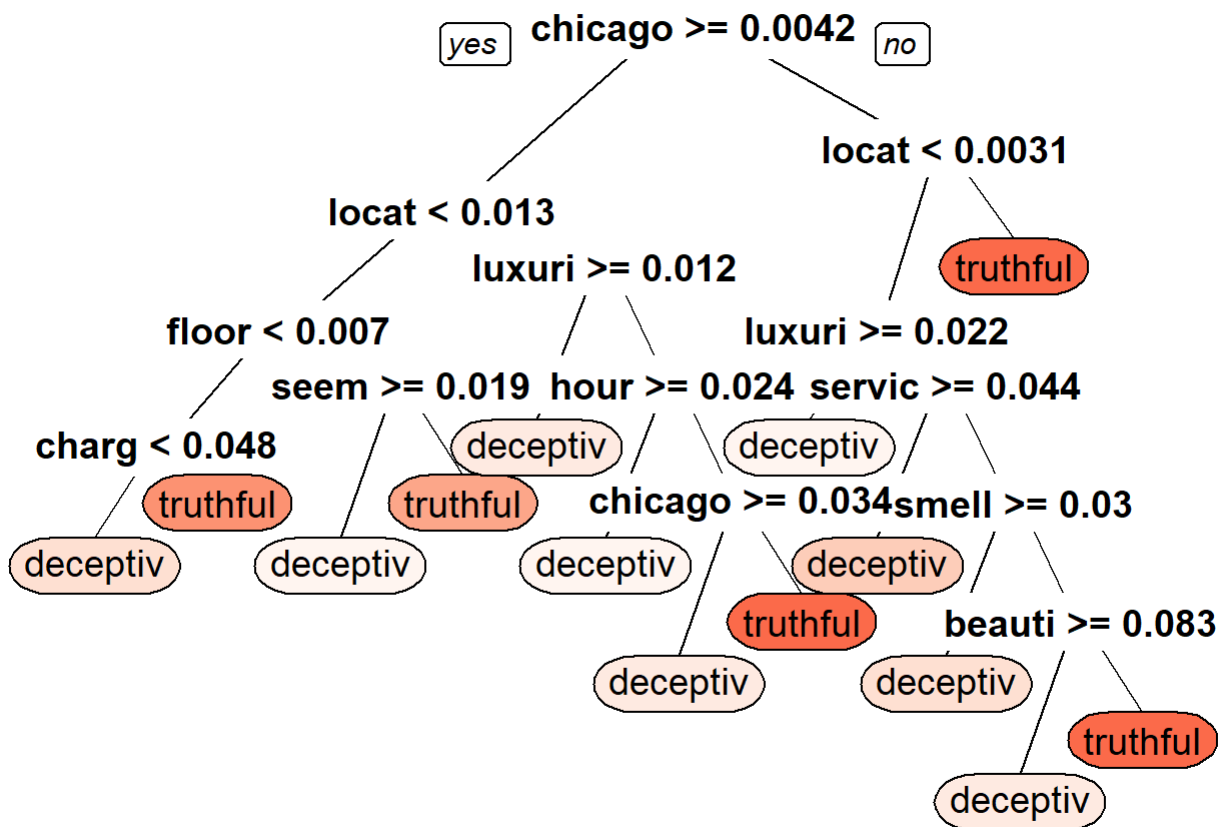 yes chicago >= 0.0042 no
locat < 0.0031
locat < 0.013
luxuri >= 0.012
truthful
floor < 0.007
luxuri >= 0.022
seem >= 0.019
hour >= 0.024
servic >= 0.044
charg < 0.048
deceptiv
deceptiv
truthful
truthful
chicago >= 0.034
smell >= 0.03
deceptiv
deceptiv
deceptiv
deceptiv
truthful
beauti >= 0.083
deceptiv
deceptiv
truthful
deceptiv